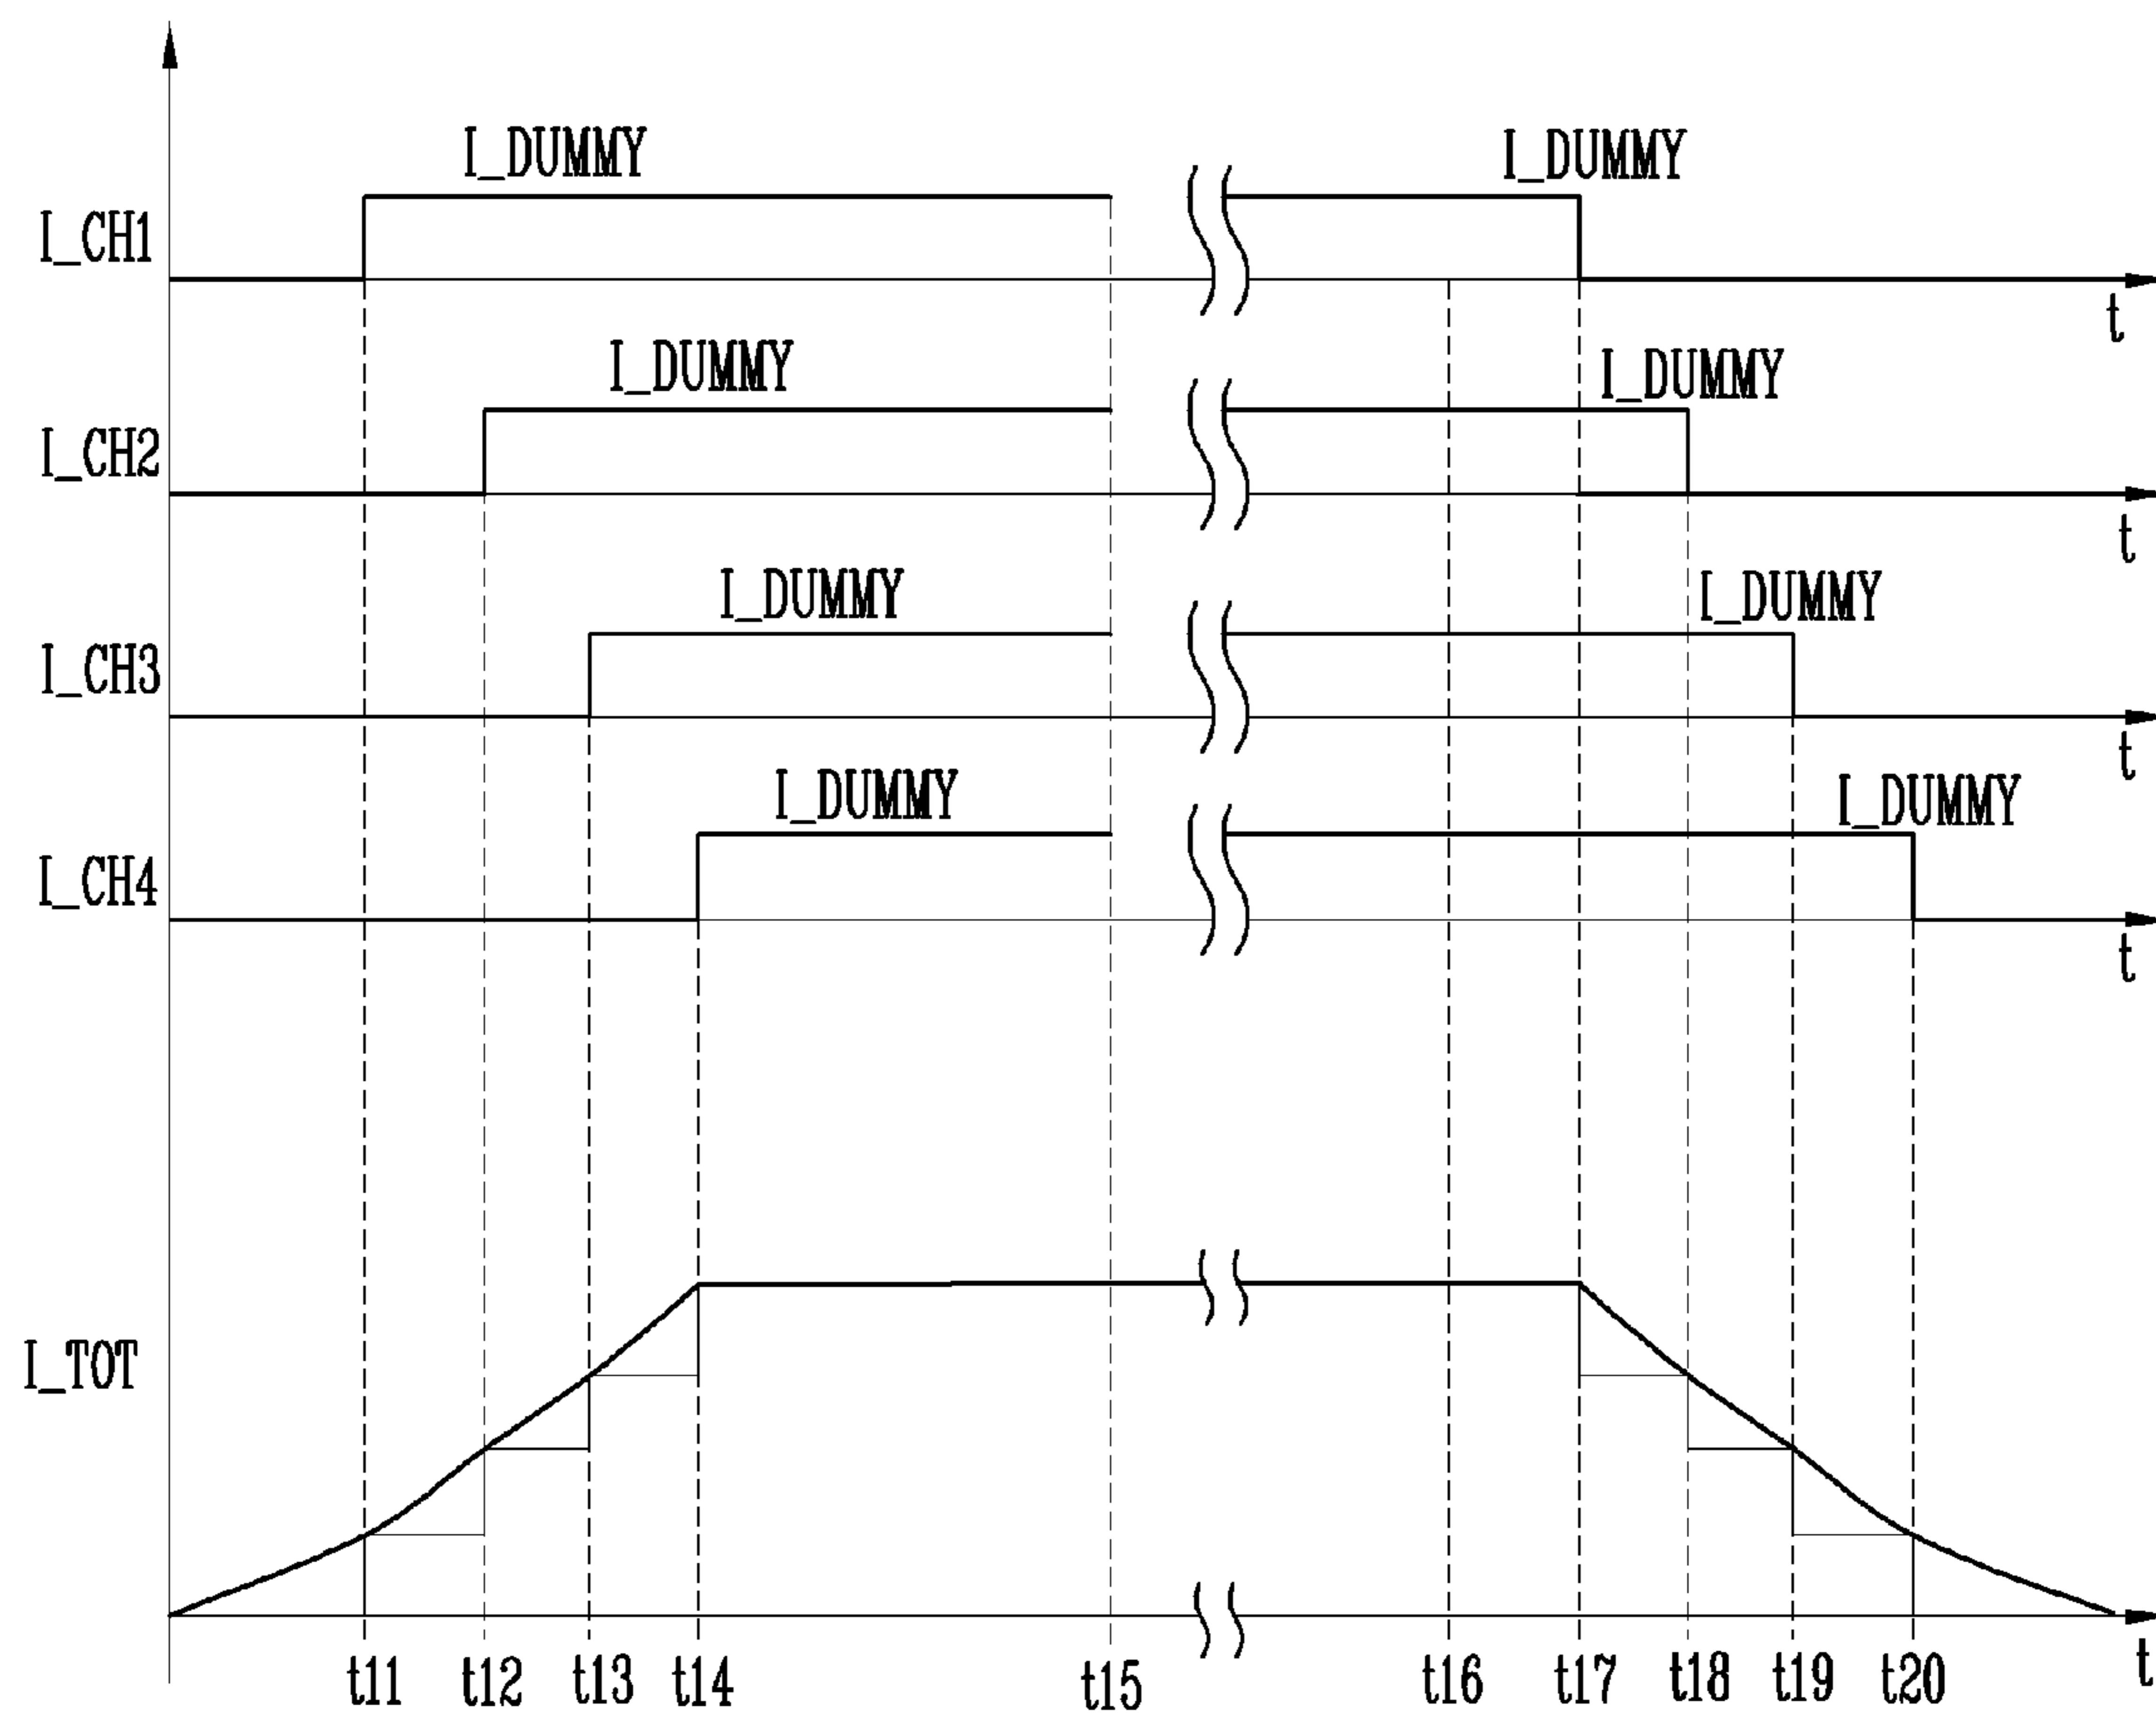 I_DUMMY I_DUMMY
I_CH1
t
I_DUMMY I_DUMMY
I_CH2
t
I_DUMMY I_DUMMY
I_CH3
t
I_DUMMY I_DUMMY
I_CH4
t
I_TOT
t11 t12 t13 t14 t15 t16 t17 t18 t19 t20 t